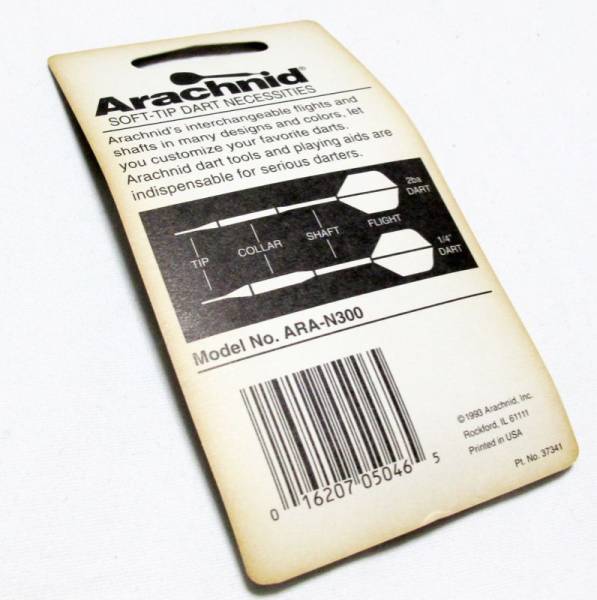 Arachnid®
SOFT-TIP DART NECESSITIES
Arachnid's interchangeable flights and
shafts in many designs and colors, let
you customize your favorite darts.
Arachnid dart tools and playing aids are
indispensable for serious darters.
2ba
DART
TIP
COLLAR
SHAFT
FLIGHT
1/4"
DART
Model No. ARA-N300
0 16207 05046 5
©1993 Arachnid, Inc.
Rockford, IL 61111
Printed in USA
Pt. No. 37341